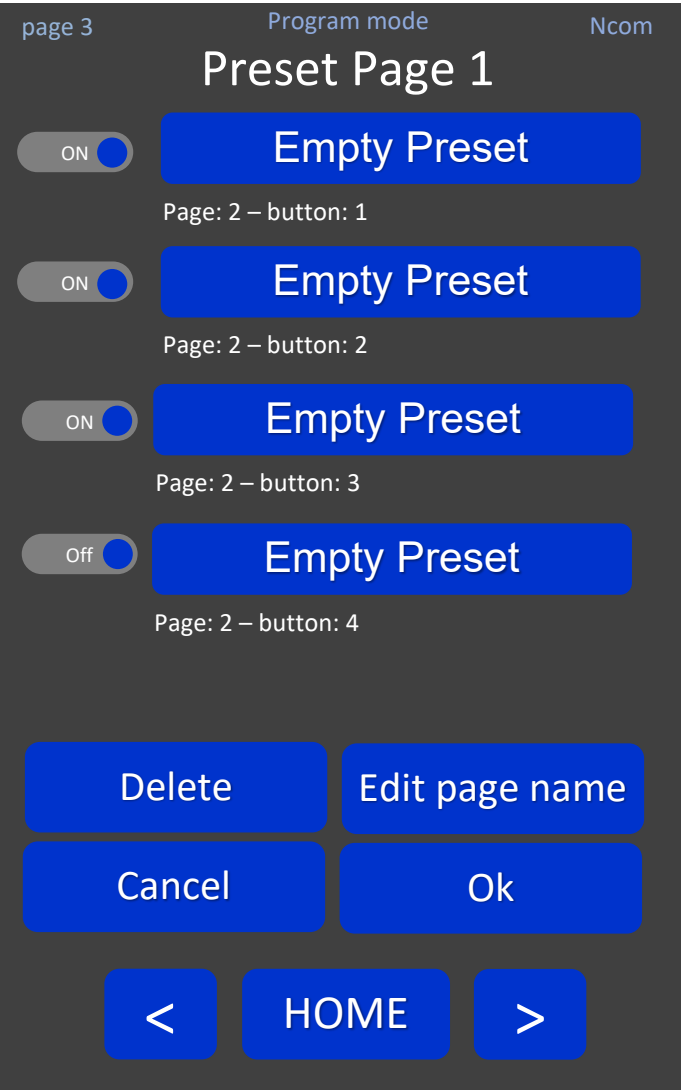 page 3 Program mode Ncom
Preset Page 1
ON Empty Preset
Page: 2 – button: 1
ON Empty Preset
Page: 2 – button: 2
ON Empty Preset
Page: 2 – button: 3
Off Empty Preset
Page: 2 – button: 4
Delete Edit page name
Cancel Ok
< HOME >